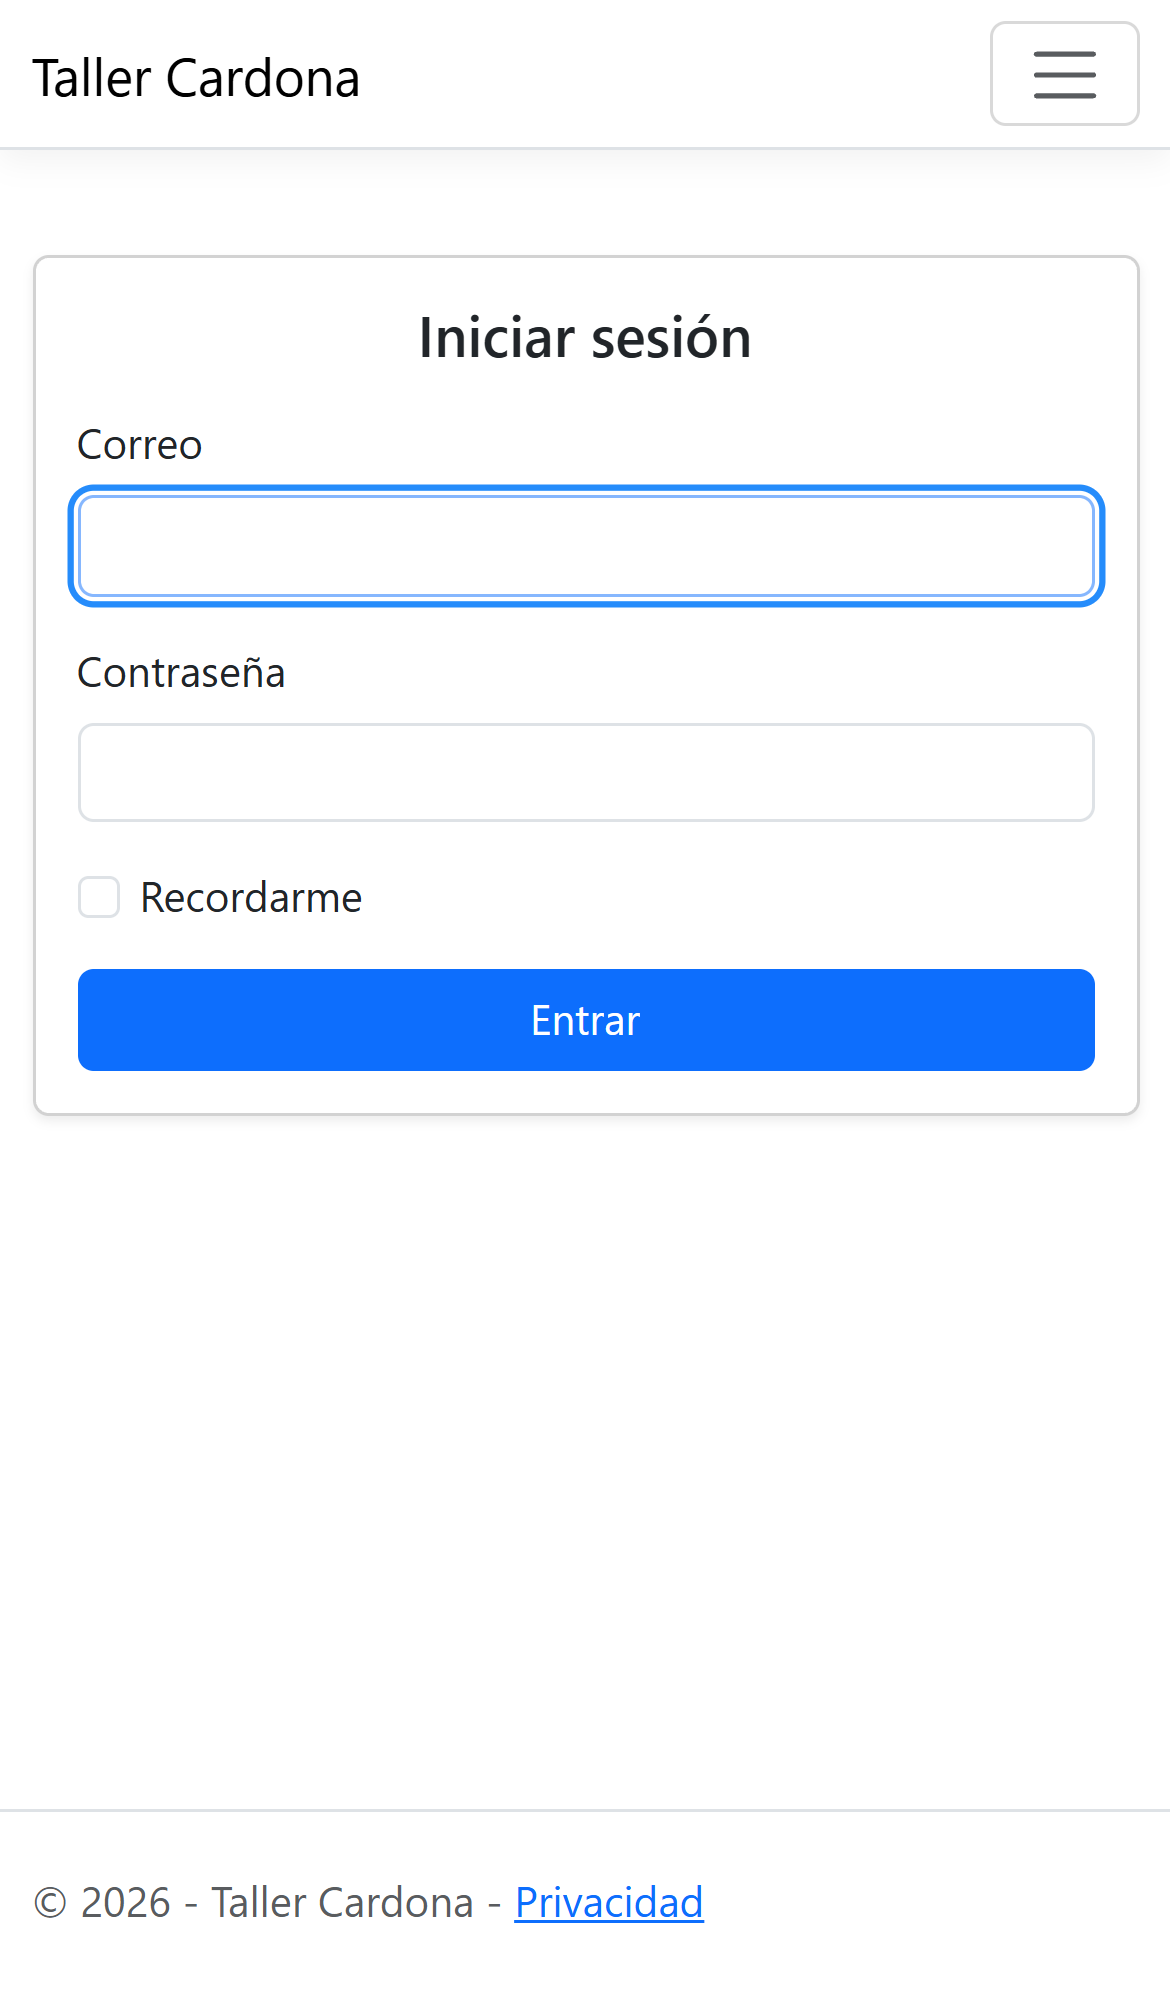 Taller Cardona
Iniciar sesión
Correo
Contraseña
Recordarme
Entrar
© 2026 - Taller Cardona - Privacidad